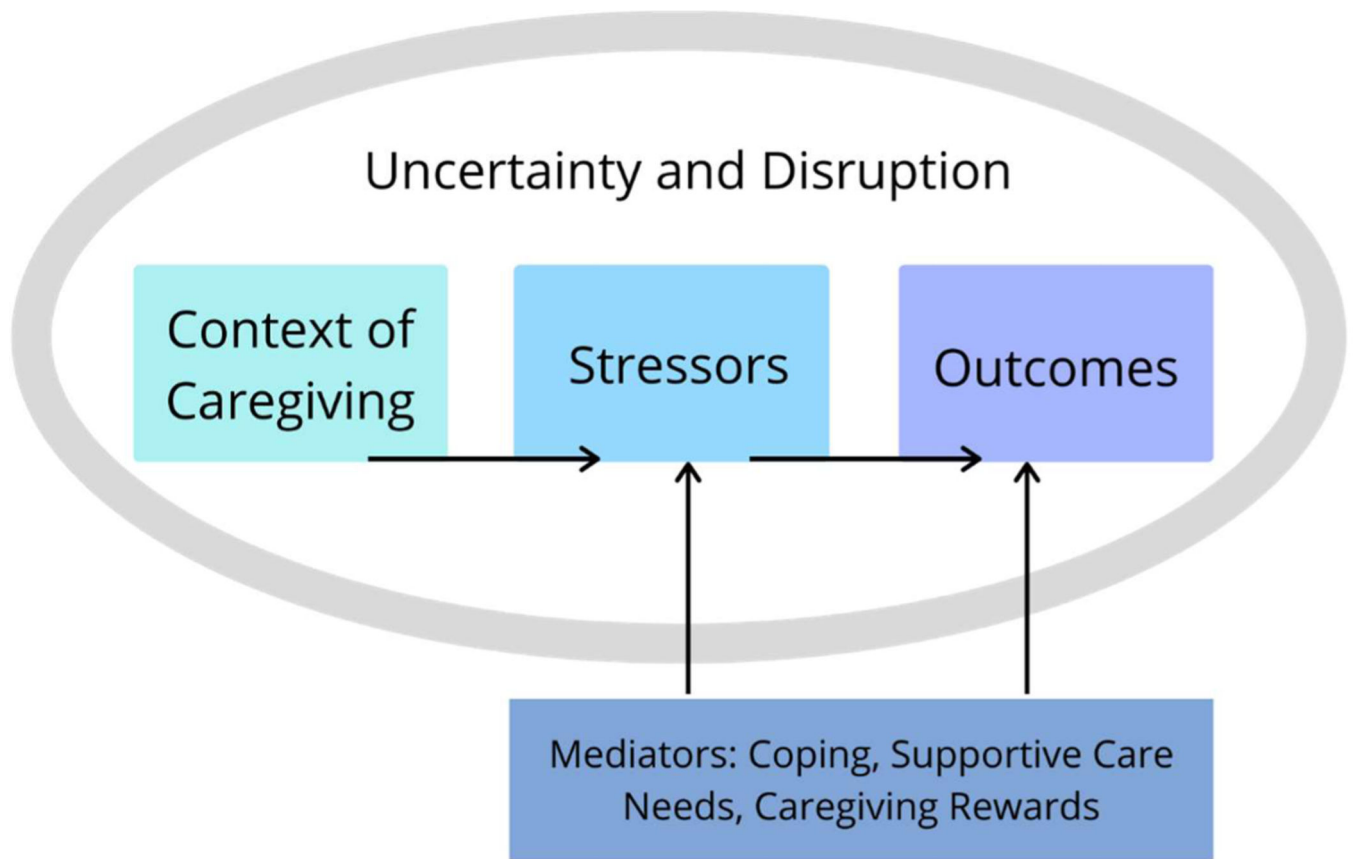 Uncertainty and Disruption
Context of
Caregiving
Stressors
Outcomes
Mediators: Coping, Supportive Care
Needs, Caregiving Rewards